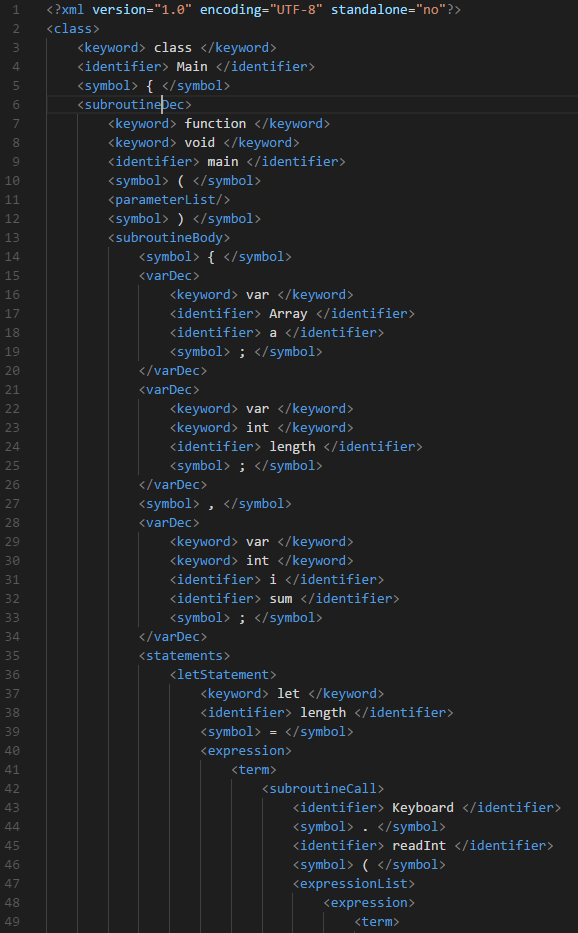 1 <?xml version="1.0" encoding="UTF-8" standalone="no"?>
2 <class>
3     <keyword> class </keyword>
4     <identifier> Main </identifier>
5     <symbol> { </symbol>
6     <subroutineDec>
7         <keyword> function </keyword>
8         <keyword> void </keyword>
9         <identifier> main </identifier>
10         <symbol> ( </symbol>
11         <parameterList/>
12         <symbol> ) </symbol>
13         <subroutineBody>
14             <symbol> { </symbol>
15             <varDec>
16                 <keyword> var </keyword>
17                 <identifier> Array </identifier>
18                 <identifier> a </identifier>
19                 <symbol> ; </symbol>
20             </varDec>
21             <varDec>
22                 <keyword> var </keyword>
23                 <keyword> int </keyword>
24                 <identifier> length </identifier>
25                 <symbol> ; </symbol>
26             </varDec>
27             <symbol> , </symbol>
28             <varDec>
29                 <keyword> var </keyword>
30                 <keyword> int </keyword>
31                 <identifier> i </identifier>
32                 <identifier> sum </identifier>
33                 <symbol> ; </symbol>
34             </varDec>
35             <statements>
36                 <letStatement>
37                     <keyword> let </keyword>
38                     <identifier> length </identifier>
39                     <symbol> = </symbol>
40                     <expression>
41                         <term>
42                             <subroutineCall>
43                                 <identifier> Keyboard </identifier>
44                                 <symbol> . </symbol>
45                                 <identifier> readInt </identifier>
46                                 <symbol> ( </symbol>
47                                 <expressionList>
48                                     <expression>
49                                         <term>